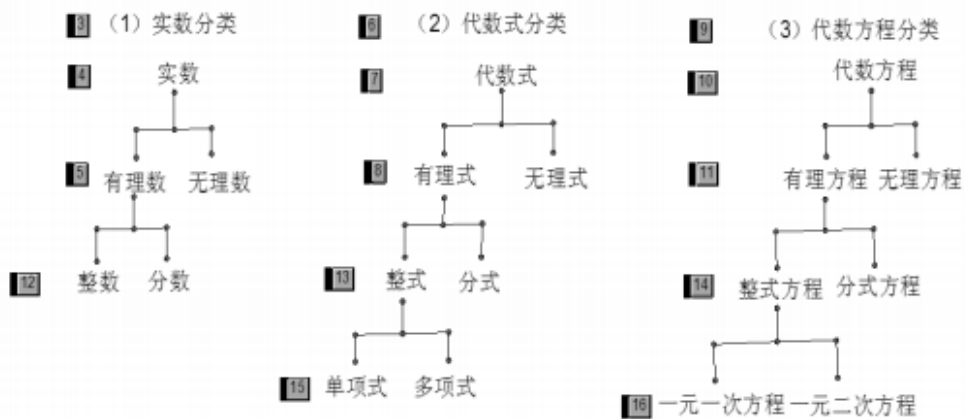 3 （1）实数分类
4 实数
5 有理数 无理数
12 整数 分数
6 （2）代数式分类
7 代数式
8 有理式 无理式
13 整式 分式
15 单项式 多项式
9 （3）代数方程分类
10 代数方程
11 有理方程 无理方程
14 整式方程 分式方程
16 一元一次方程 一元二次方程